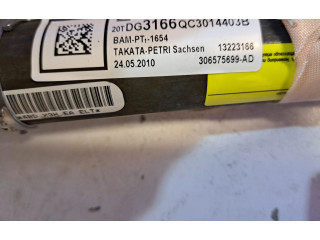 20TDG3166QC3014403B
BAM-PT₁-1654
TAKATA-PETRI Sachsen 13223166
24.05.2010 306575699-AD